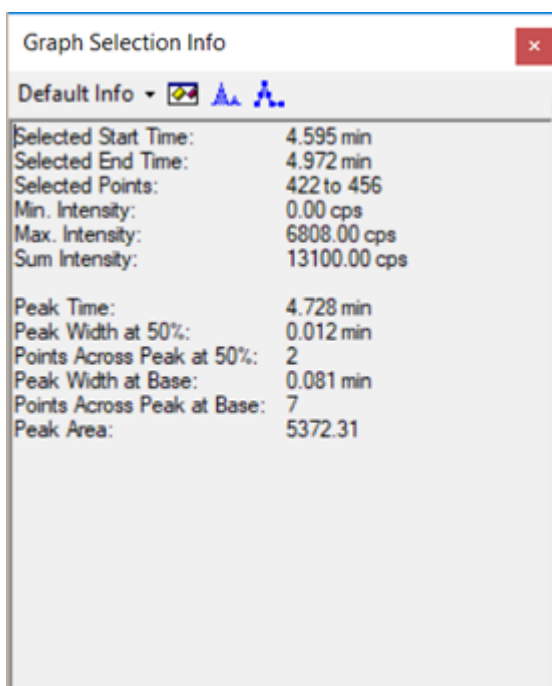 Graph Selection Info
Default Info
Selected Start Time: 4.595 min
Selected End Time: 4.972 min
Selected Points: 422 to 456
Min. Intensity: 0.00 cps
Max. Intensity: 6808.00 cps
Sum Intensity: 13100.00 cps
Peak Time: 4.728 min
Peak Width at 50%: 0.012 min
Points Across Peak at 50%: 2
Peak Width at Base: 0.081 min
Points Across Peak at Base: 7
Peak Area: 5372.31